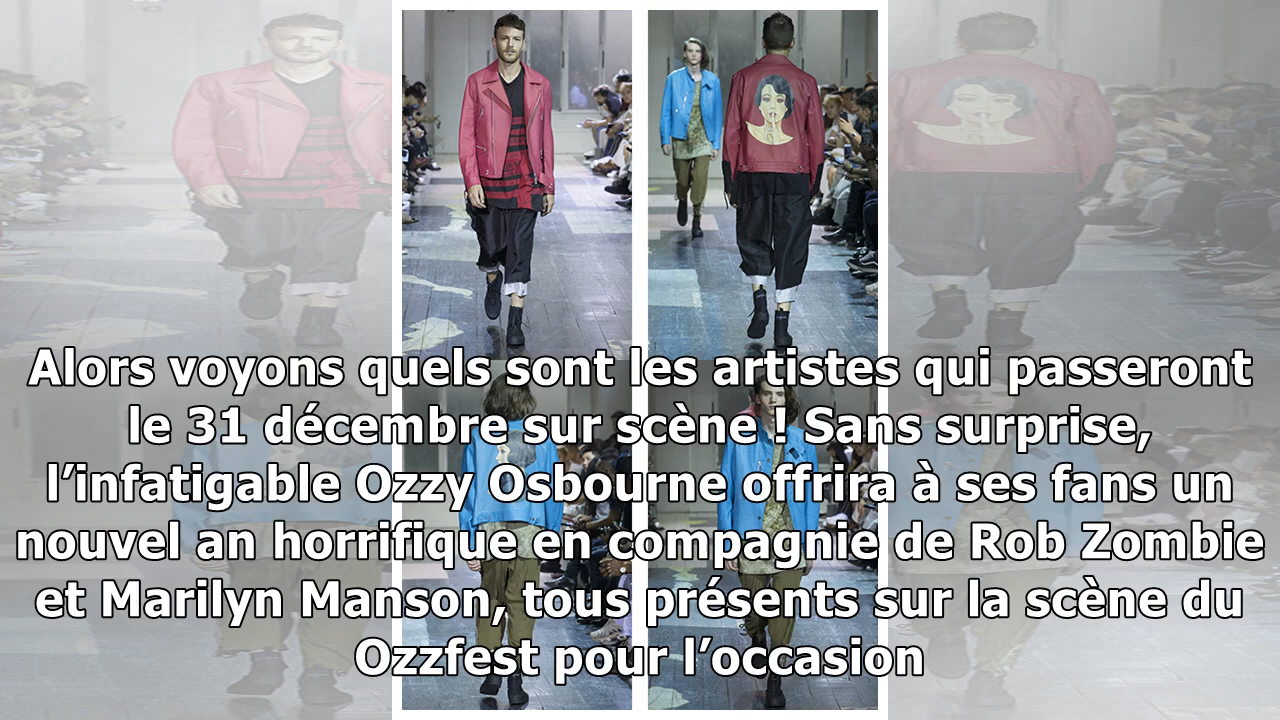 Alors voyons quels sont les artistes qui passeront
le 31 décembre sur scène ! Sans surprise,
l’infatigable Ozzy Osbourne offrira à ses fans un
nouvel an horrifique en compagnie de Rob Zombie
et Marilyn Manson, tous présents sur la scène du
Ozzfest pour l’occasion